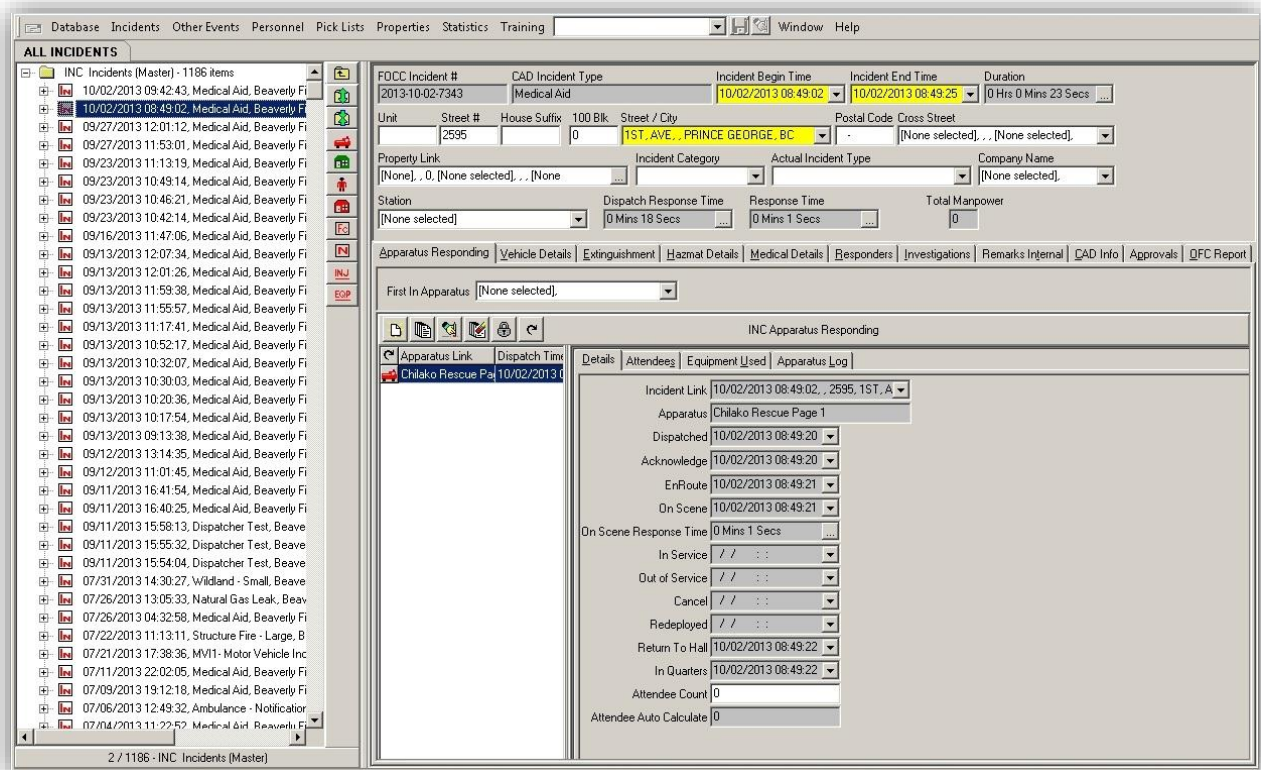 Database Incidents Other Events Personnel Pick Lists Properties Statistics Training Window Help
ALL INCIDENTS
INC Incidents (Master) - 1186 items
10/02/2013 09:42:43, Medical Aid, Beaverly Fi
10/02/2013 08:49:02, Medical Aid, Beaverly Fi
09/27/2013 12:01:12, Medical Aid, Beaverly Fi
09/27/2013 11:53:01, Medical Aid, Beaverly Fi
09/23/2013 11:13:19, Medical Aid, Beaverly Fi
09/23/2013 10:49:14, Medical Aid, Beaverly Fi
09/23/2013 10:46:21, Medical Aid, Beaverly Fi
09/23/2013 10:42:14, Medical Aid, Beaverly Fi
09/16/2013 11:47:06, Medical Aid, Beaverly Fi
09/13/2013 12:07:34, Medical Aid, Beaverly Fi
09/13/2013 12:01:26, Medical Aid, Beaverly Fi
09/13/2013 11:59:38, Medical Aid, Beaverly Fi
09/13/2013 11:55:57, Medical Aid, Beaverly Fi
09/13/2013 11:17:41, Medical Aid, Beaverly Fi
09/13/2013 10:52:17, Medical Aid, Beaverly Fi
09/13/2013 10:32:07, Medical Aid, Beaverly Fi
09/13/2013 10:30:03, Medical Aid, Beaverly Fi
09/13/2013 10:20:36, Medical Aid, Beaverly Fi
09/13/2013 10:17:54, Medical Aid, Beaverly Fi
09/13/2013 09:13:38, Medical Aid, Beaverly Fi
09/12/2013 13:14:35, Medical Aid, Beaverly Fi
09/12/2013 11:01:45, Medical Aid, Beaverly Fi
09/11/2013 16:41:54, Medical Aid, Beaverly Fi
09/11/2013 16:40:25, Medical Aid, Beaverly Fi
09/11/2013 15:58:13, Dispatcher Test, Beave
09/11/2013 15:55:32, Dispatcher Test, Beave
09/11/2013 15:54:04, Dispatcher Test, Beave
07/31/2013 14:30:27, Wildland - Small, Beave
07/26/2013 13:05:33, Natural Gas Leak, Beav
07/26/2013 04:32:58, Medical Aid, Beaverly Fi
07/22/2013 11:13:11, Structure Fire - Large, B
07/21/2013 17:38:36, MVI1- Motor Vehicle Inc
07/11/2013 22:02:05, Medical Aid, Beaverly Fi
07/09/2013 19:12:18, Medical Aid, Beaverly Fi
07/06/2013 12:49:32, Ambulance - Notification
07/04/2013 11:22:52, Medical Aid, Beaverly Fi
2 / 1186 - INC Incidents (Master)
Fc
N
INJ
EQP
FOCC Incident # CAD Incident Type Incident Begin Time Incident End Time Duration
2013-10-02-7343 Medical Aid 10/02/2013 08:49:02 10/02/2013 08:49:25 0 Hrs 0 Mins 23 Secs ...
Unit Street # House Suffix 100 Blk Street / City Postal Code Cross Street
2595 0 1ST, AVE, , PRINCE GEORGE, BC - [None selected], , , [None selected],
Property Link Incident Category Actual Incident Type Company Name
[None], , 0, [None selected], , , [None ... [None selected],
Station Dispatch Response Time Response Time Total Manpower
[None selected] 0 Mins 18 Secs ... 0 Mins 1 Secs ... 0
Apparatus Responding Vehicle Details Extinguishment Hazmat Details Medical Details Responders Investigations Remarks Internal CAD Info Approvals OFC Report
First In Apparatus [None selected],
INC Apparatus Responding
Apparatus Link Dispatch Time
Chilako Rescue Pa 10/02/2013 0
Details Attendees Equipment Used Apparatus Log
Incident Link 10/02/2013 08:49:02, , 2595, 1ST, A
Apparatus Chilako Rescue Page 1
Dispatched 10/02/2013 08:49:20
Acknowledge 10/02/2013 08:49:20
EnRoute 10/02/2013 08:49:21
On Scene 10/02/2013 08:49:21
On Scene Response Time 0 Mins 1 Secs ...
In Service / / : :
Out of Service / / : :
Cancel / / : :
Redeployed / / : :
Return To Hall 10/02/2013 08:49:22
In Quarters 10/02/2013 08:49:22
Attendee Count 0
Attendee Auto Calculate 0